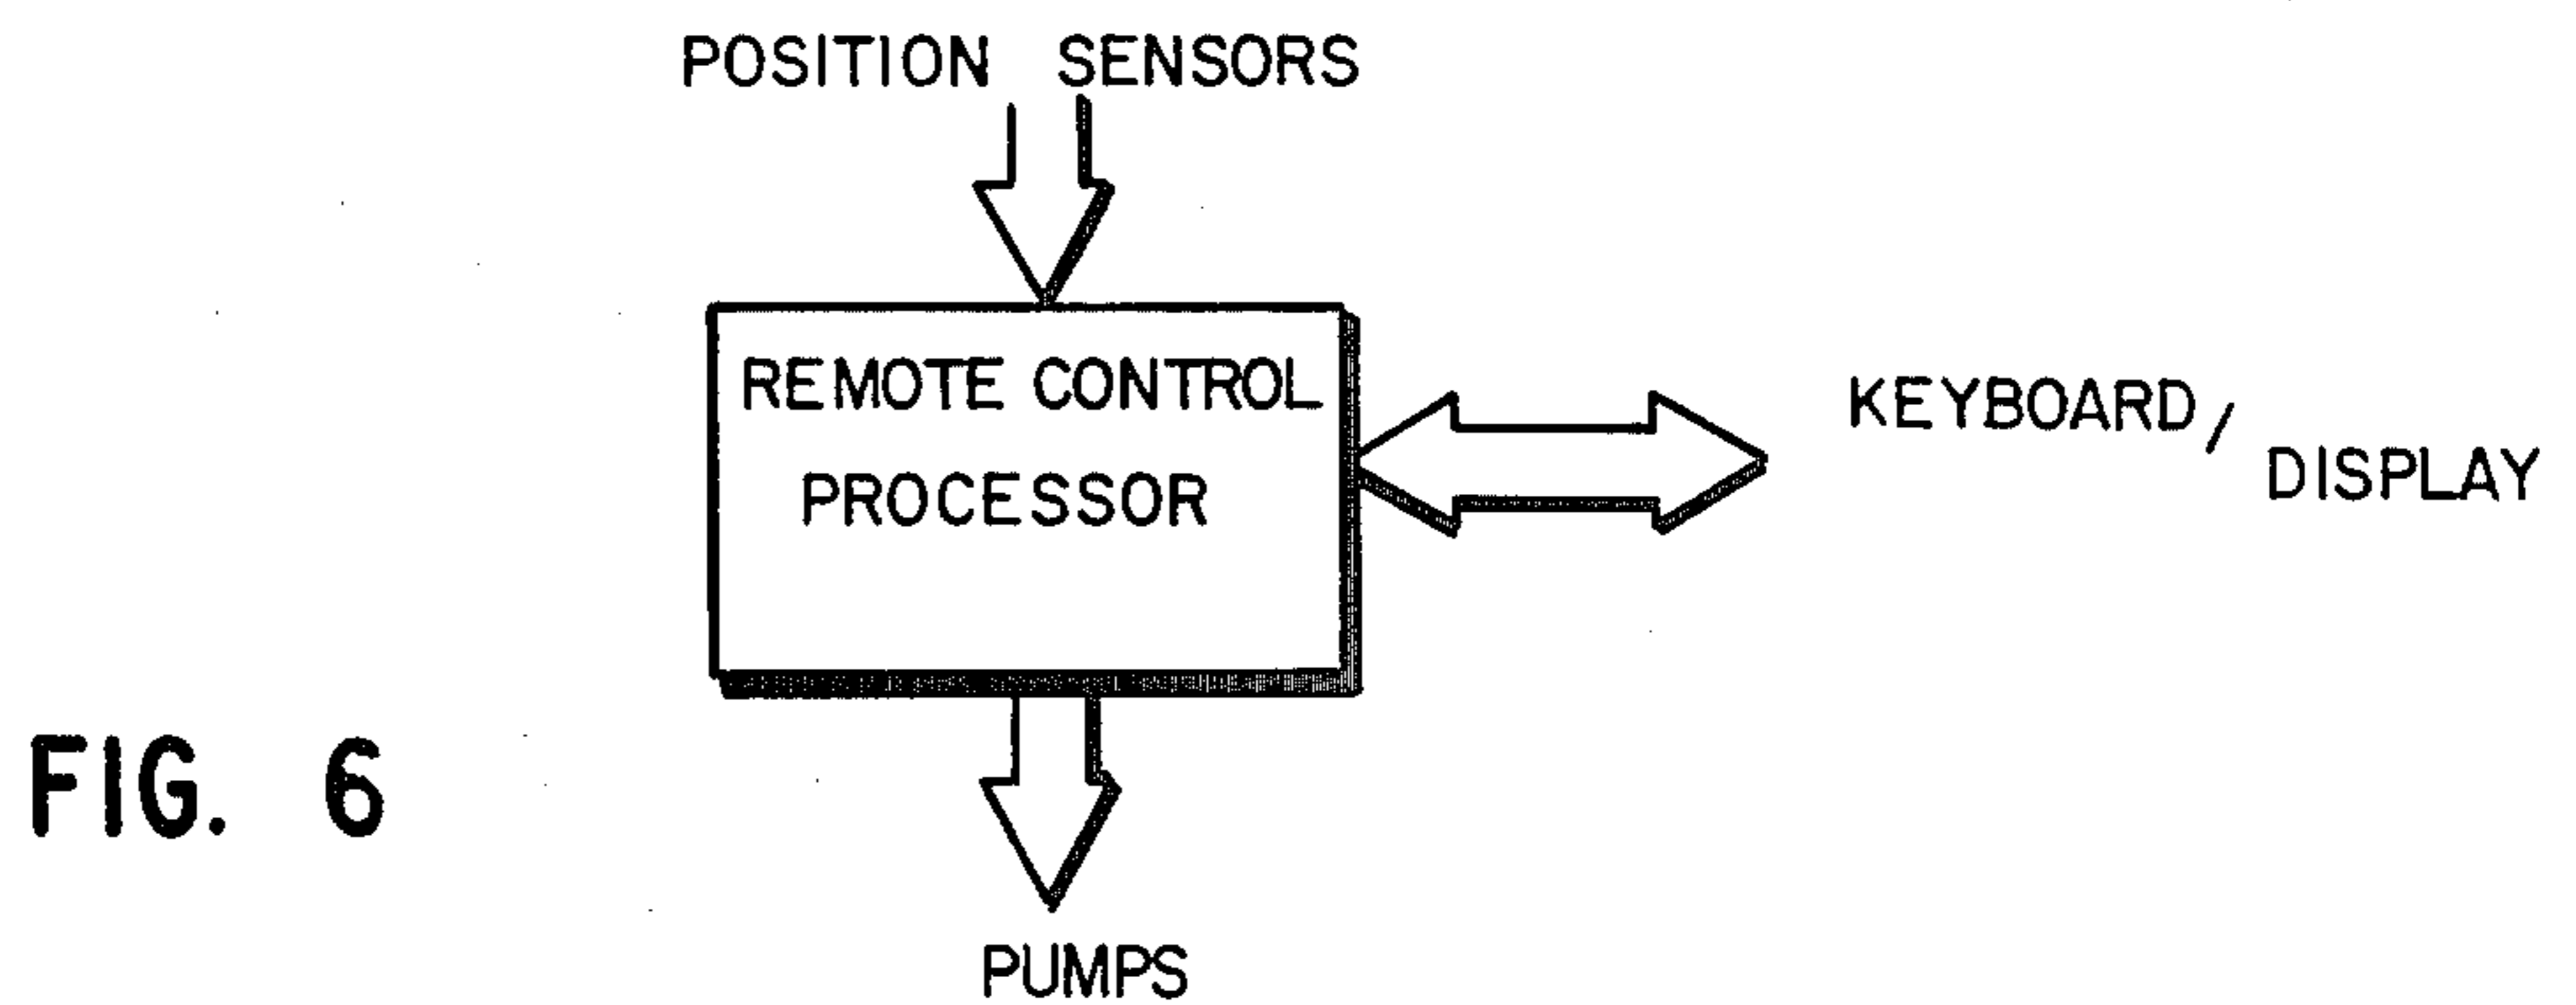 POSITION SENSORS
REMOTE CONTROL
PROCESSOR
KEYBOARD/
DISPLAY
PUMPS
FIG. 6